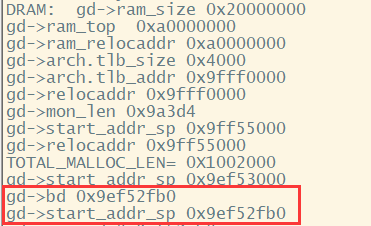 DRAM:  gd->ram_size 0x20000000
gd->ram_top  0xa0000000
gd->ram_relocaddr 0xa0000000
gd->arch.tlb_size 0x4000
gd->arch.tlb_addr 0x9fff0000
gd->relocaddr 0x9fff0000
gd->mon_len 0x9a3d4
gd->start_addr_sp 0x9ff55000
gd->relocaddr 0x9ff55000
TOTAL_MALLOC_LEN= 0x1002000
gd->start_addr_sp 0x9ef53000
gd->bd 0x9ef52fb0
gd->start_addr_sp 0x9ef52fb0